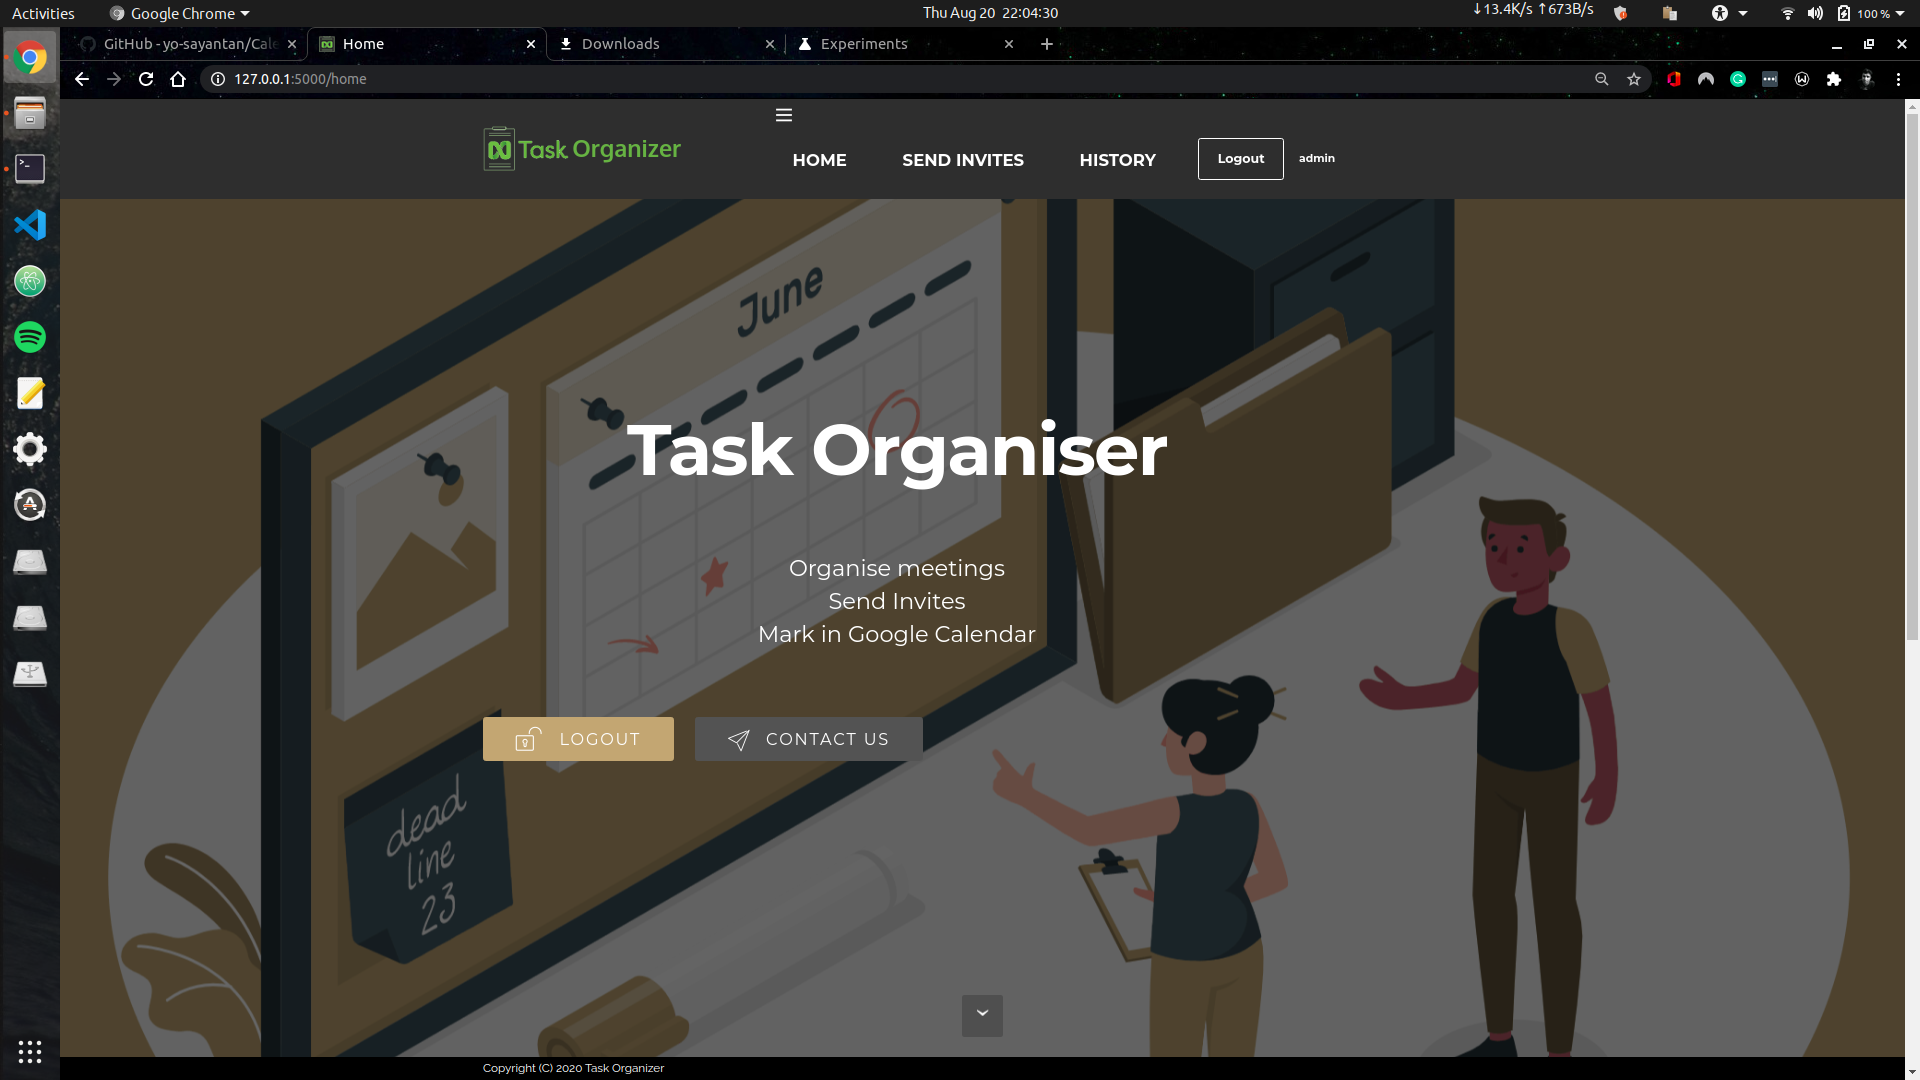 Activities
Google Chrome
Thu Aug 20 22:04:30
↓13.4K/s ↑673B/s
100 %
GitHub - yo-sayantan/Cale
Home
Downloads
Experiments
127.0.0.1:5000/home
Task Organizer
HOME
SEND INVITES
HISTORY
Logout
admin
June
Task Organiser
Organise meetings
Send Invites
Mark in Google Calendar
LOGOUT
CONTACT US
dead
line
23
Copyright (C) 2020 Task Organizer